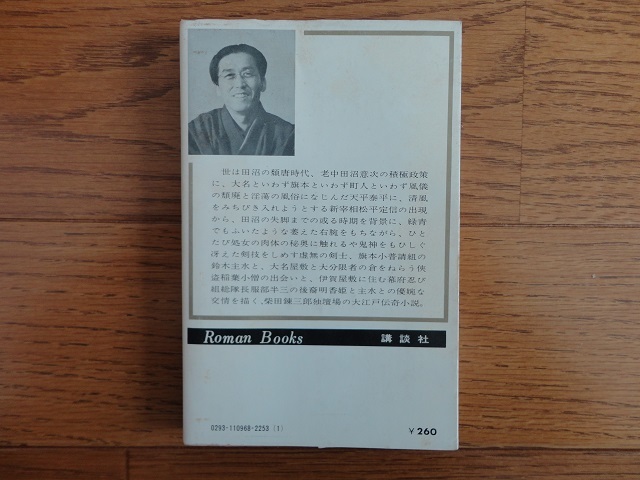 世は田沼の頽唐時代、老中田沼意次の積極政策
に、大名といわず旗本といわず町人といわず風儀
の頽廃と淫蕩の風俗になじんだ天平泰平に、清風
をみちびき入れようとする新宰相松平定信の出現
から、田沼の失脚までの或る時期を背景に、緑青
でもふいたような萎えた右腕をもちながら、ひと
たび処女の肉体の秘奥に触れるや鬼神をもひしぐ
冴えた剣技をしめす虚無の剣士、旗本小普請組の
鈴木主水と、大名屋敷と大分限者の倉をねらう侠
盗稲葉小僧の出会いと、伊賀屋敷に住む幕府忍び
組総隊長服部半三の後裔明香姫と主水との優婉な
交情を描く、柴田錬三郎独壇場の大江戸伝奇小説。
Roman Books 講談社
0293-110968-2253 (1)
¥260